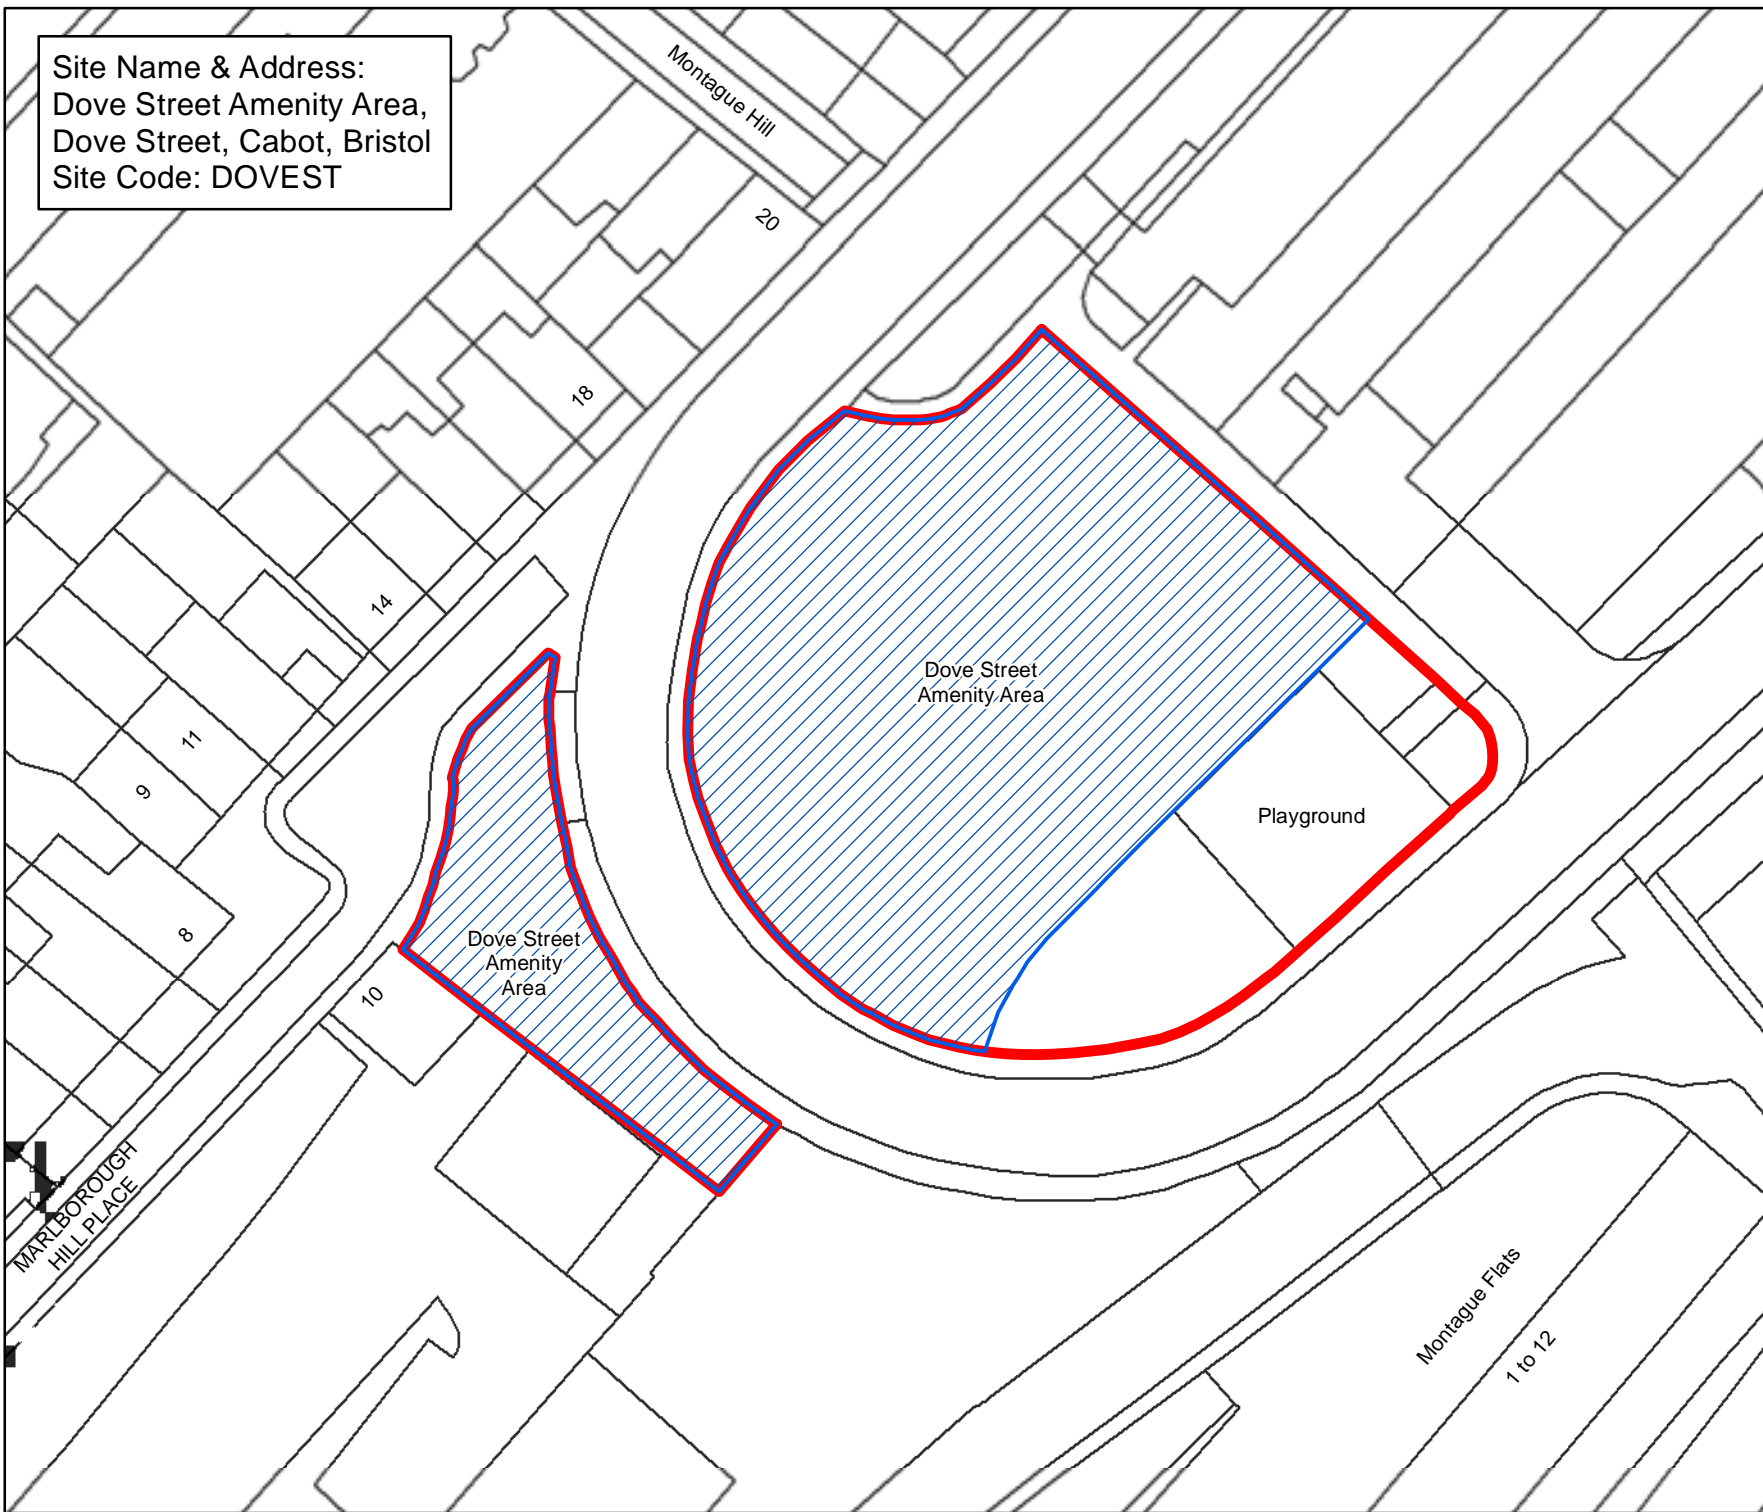 Site Name & Address:
Dove Street Amenity Area,
Dove Street, Cabot, Bristol
Site Code: DOVEST
Montague Hill
20
18
14
11
9
8
10
Dove Street
Amenity Area
Playground
Dove Street
Amenity
Area
MARLBOROUGH
HILL PLACE
Montague Flats
1 to 12